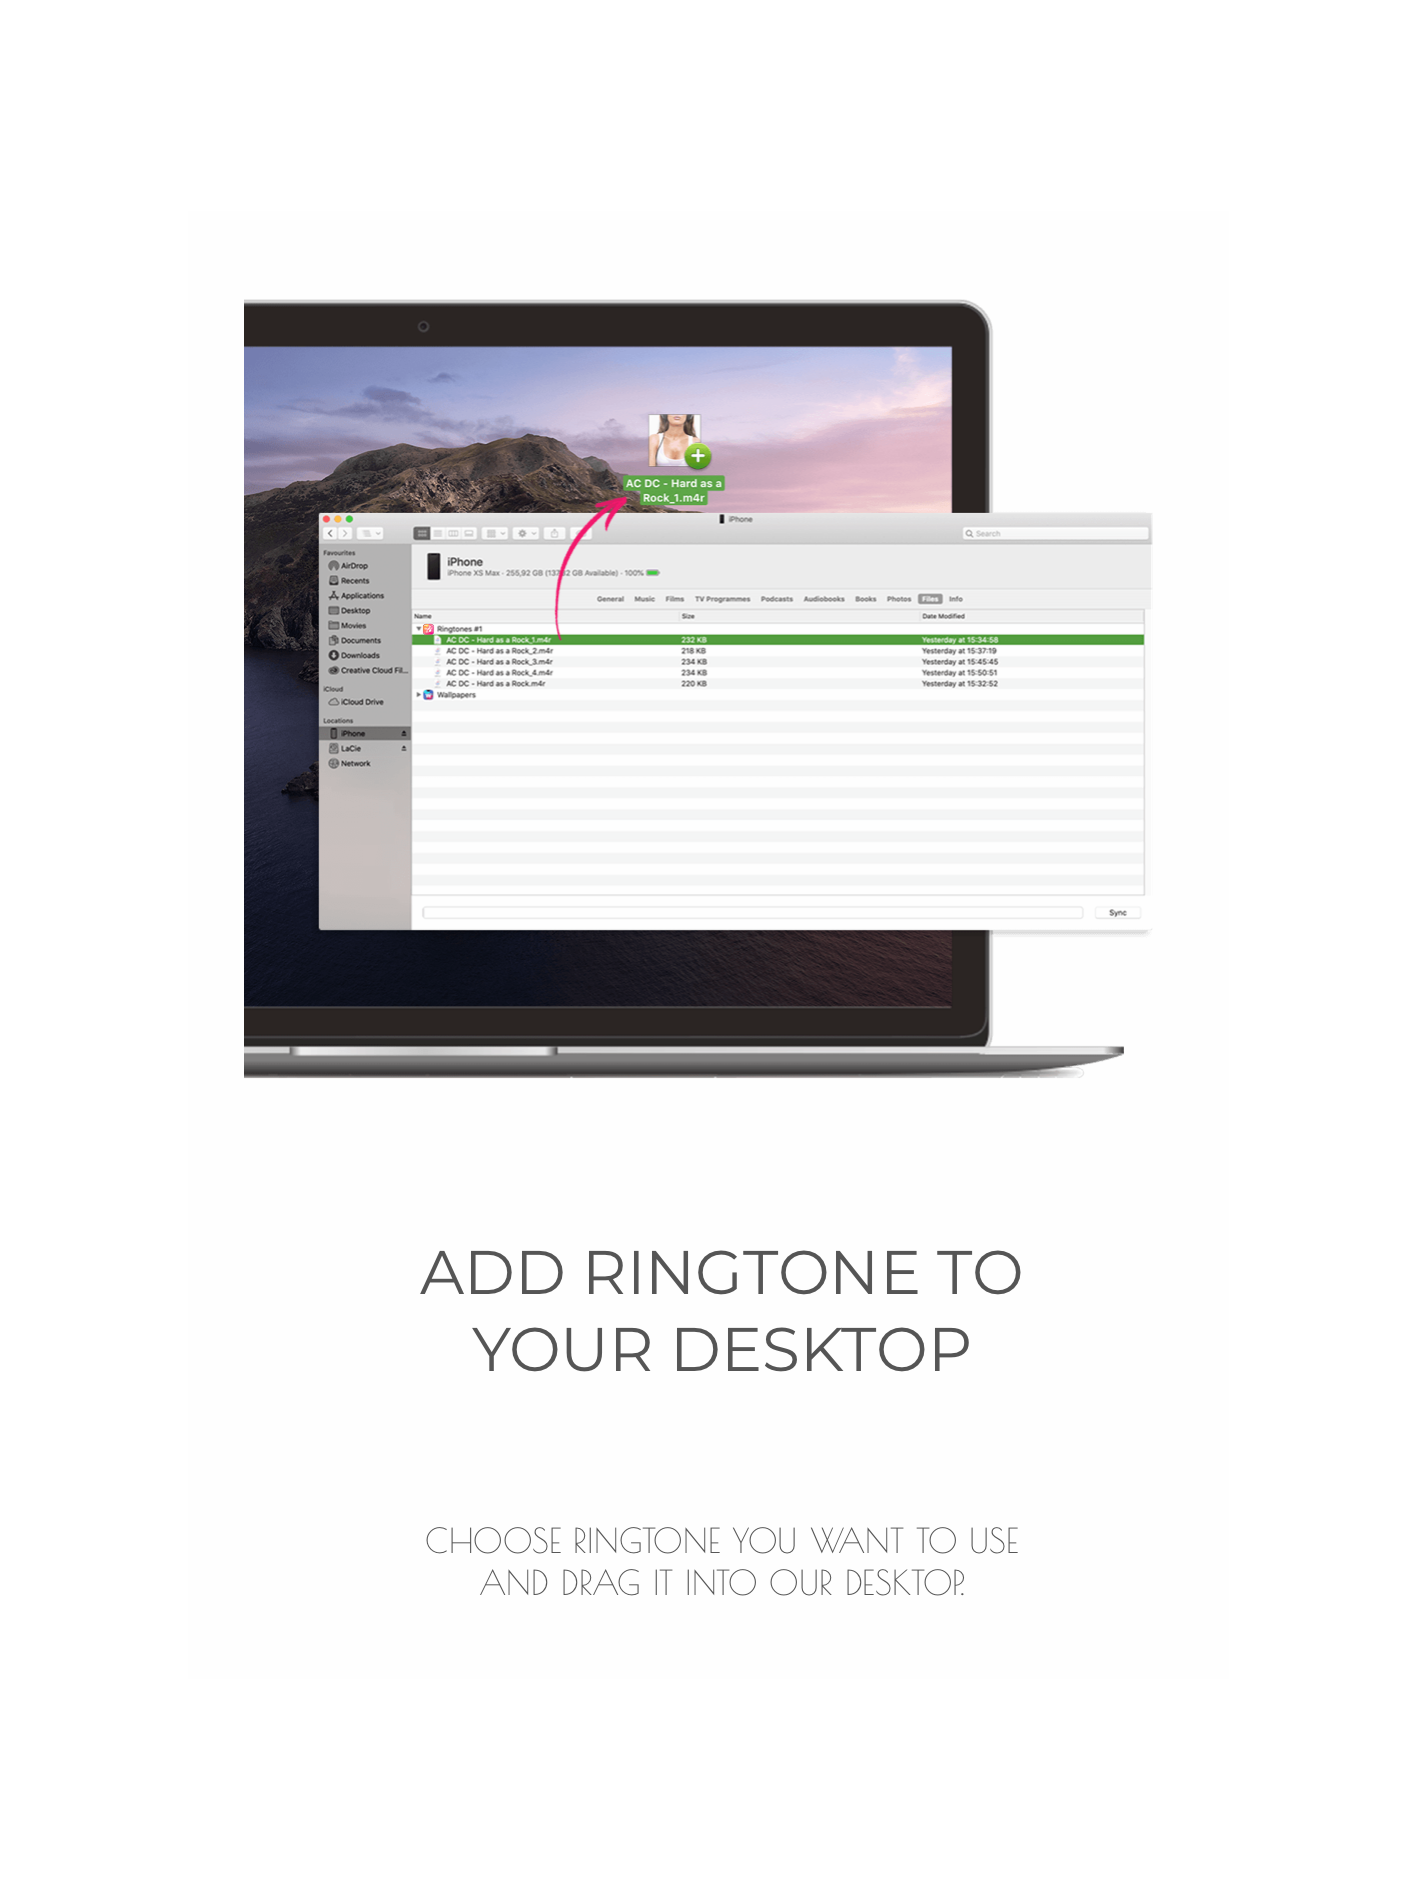 AC DC - Hard as a
Rock_1.m4r
iPhone
Search
Favourites
AirDrop
Recents
Applications
Desktop
Movies
Documents
Downloads
Creative Cloud Fil...
iCloud
iCloud Drive
Locations
iPhone
LaCie
Network
iPhone
iPhone XS Max - 255,92 GB (137 GB Available) - 100%
General Music Films TV Programmes Podcasts Audiobooks Books Photos Files Info
Name Size Date Modified
Ringtones #1
AC DC - Hard as a Rock_1.m4r 232 KB Yesterday at 15:34:58
AC DC - Hard as a Rock_2.m4r 218 KB Yesterday at 15:37:19
AC DC - Hard as a Rock_3.m4r 234 KB Yesterday at 15:45:45
AC DC - Hard as a Rock_4.m4r 234 KB Yesterday at 15:50:51
AC DC - Hard as a Rock.m4r 220 KB Yesterday at 15:32:52
Wallpapers
Sync
ADD RINGTONE TO
YOUR DESKTOP
CHOOSE RINGTONE YOU WANT TO USE
AND DRAG IT INTO OUR DESKTOP.